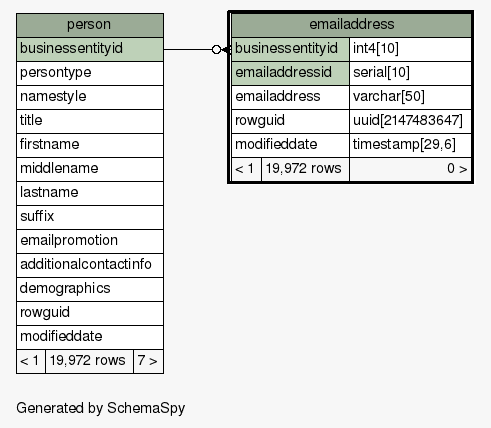 person
businessentityid
persontype
namestyle
title
firstname
middlename
lastname
suffix
emailpromotion
additionalcontactinfo
demographics
rowguid
modifieddate
< 1 19,972 rows 7 >
emailaddress
businessentityid int4[10]
emailaddressid serial[10]
emailaddress varchar[50]
rowguid uuid[2147483647]
modifieddate timestamp[29,6]
< 1 19,972 rows 0 >
Generated by SchemaSpy